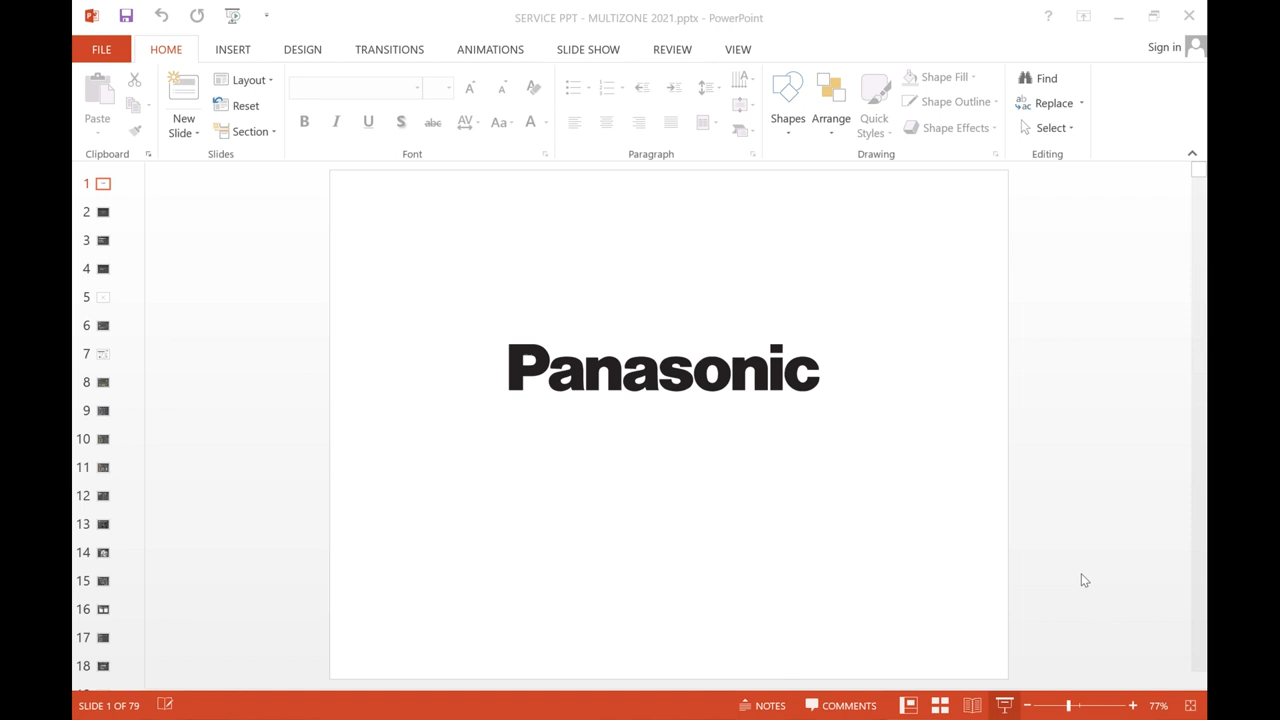 SERVICE PPT - MULTIZONE 2021.pptx - PowerPoint
?
FILE HOME INSERT DESIGN TRANSITIONS ANIMATIONS SLIDE SHOW REVIEW VIEW Sign in
Paste
Clipboard
New Slide
Layout
Reset
Section
Slides
B I U S abc AV Aa A
Font
Paragraph
Shapes
Arrange
Quick Styles
Shape Fill
Shape Outline
Shape Effects
Drawing
Find
Replace
Select
Editing
1
2
3
4
5
6
7
8
9
10
11
12
13
14
15
16
17
18
Panasonic
SLIDE 1 OF 79 NOTES COMMENTS 77%